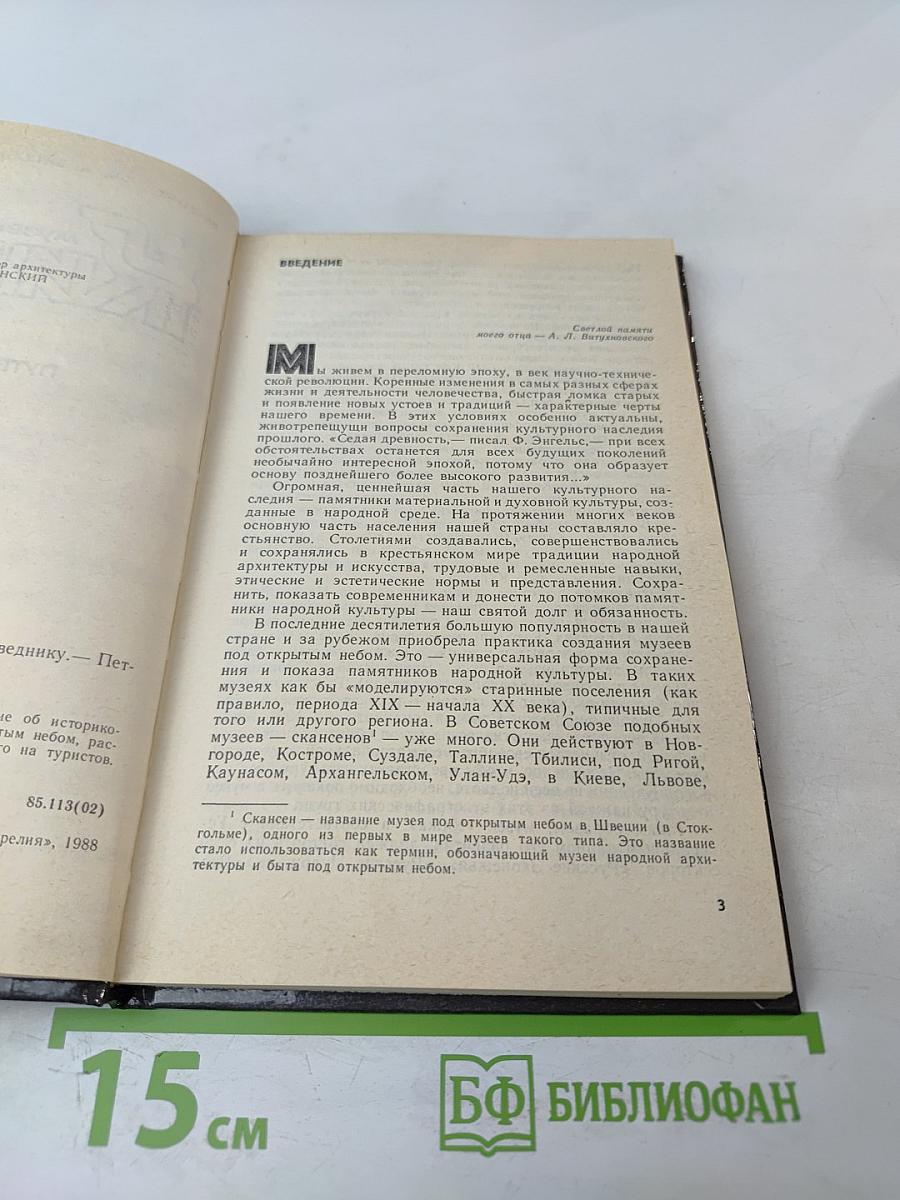 ор архитектуры
НСКИЙ
веднику.— Пет-
ие об историко-
тым небом, рас-
го на туристов.
85.113(02)
релия», 1988
ВВЕДЕНИЕ
Светлой памяти
моего отца — А. Л. Витухновского
Мы живем в переломную эпоху, в век научно-техниче-
ской революции. Коренные изменения в самых разных сферах
жизни и деятельности человечества, быстрая ломка старых
и появление новых устоев и традиций — характерные черты
нашего времени. В этих условиях особенно актуальны,
животрепещущи вопросы сохранения культурного наследия
прошлого. «Седая древность,— писал Ф. Энгельс,— при всех
обстоятельствах останется для всех будущих поколений
необычайно интересной эпохой, потому что она образует
основу позднейшего более высокого развития...»
Огромная, ценнейшая часть нашего культурного на-
следия — памятники материальной и духовной культуры, соз-
данные в народной среде. На протяжении многих веков
основную часть населения нашей страны составляло кре-
стьянство. Столетиями создавались, совершенствовались
и сохранялись в крестьянском мире традиции народной
архитектуры и искусства, трудовые и ремесленные навыки,
этические и эстетические нормы и представления. Сохра-
нить, показать современникам и донести до потомков памят-
ники народной культуры — наш святой долг и обязанность.
В последние десятилетия большую популярность в нашей
стране и за рубежом приобрела практика создания музеев
под открытым небом. Это — универсальная форма сохране-
ния и показа памятников народной культуры. В таких
музеях как бы «моделируются» старинные поселения (как
правило, периода XIX — начала XX века), типичные для
того или другого региона. В Советском Союзе подобных
музеев — скансенов¹ — уже много. Они действуют в Нов-
городе, Костроме, Суздале, Таллине, Тбилиси, под Ригой,
Каунасом, Архангельском, Улан-Удэ, в Киеве, Львове,
¹ Скансен — название музея под открытым небом в Швеции (в Сток-
гольме), одного из первых в мире музеев такого типа. Это название
стало использоваться как термин, обозначающий музеи народной архи-
тектуры и быта под открытым небом.
3
15 см
БФ БИБЛИОФАН